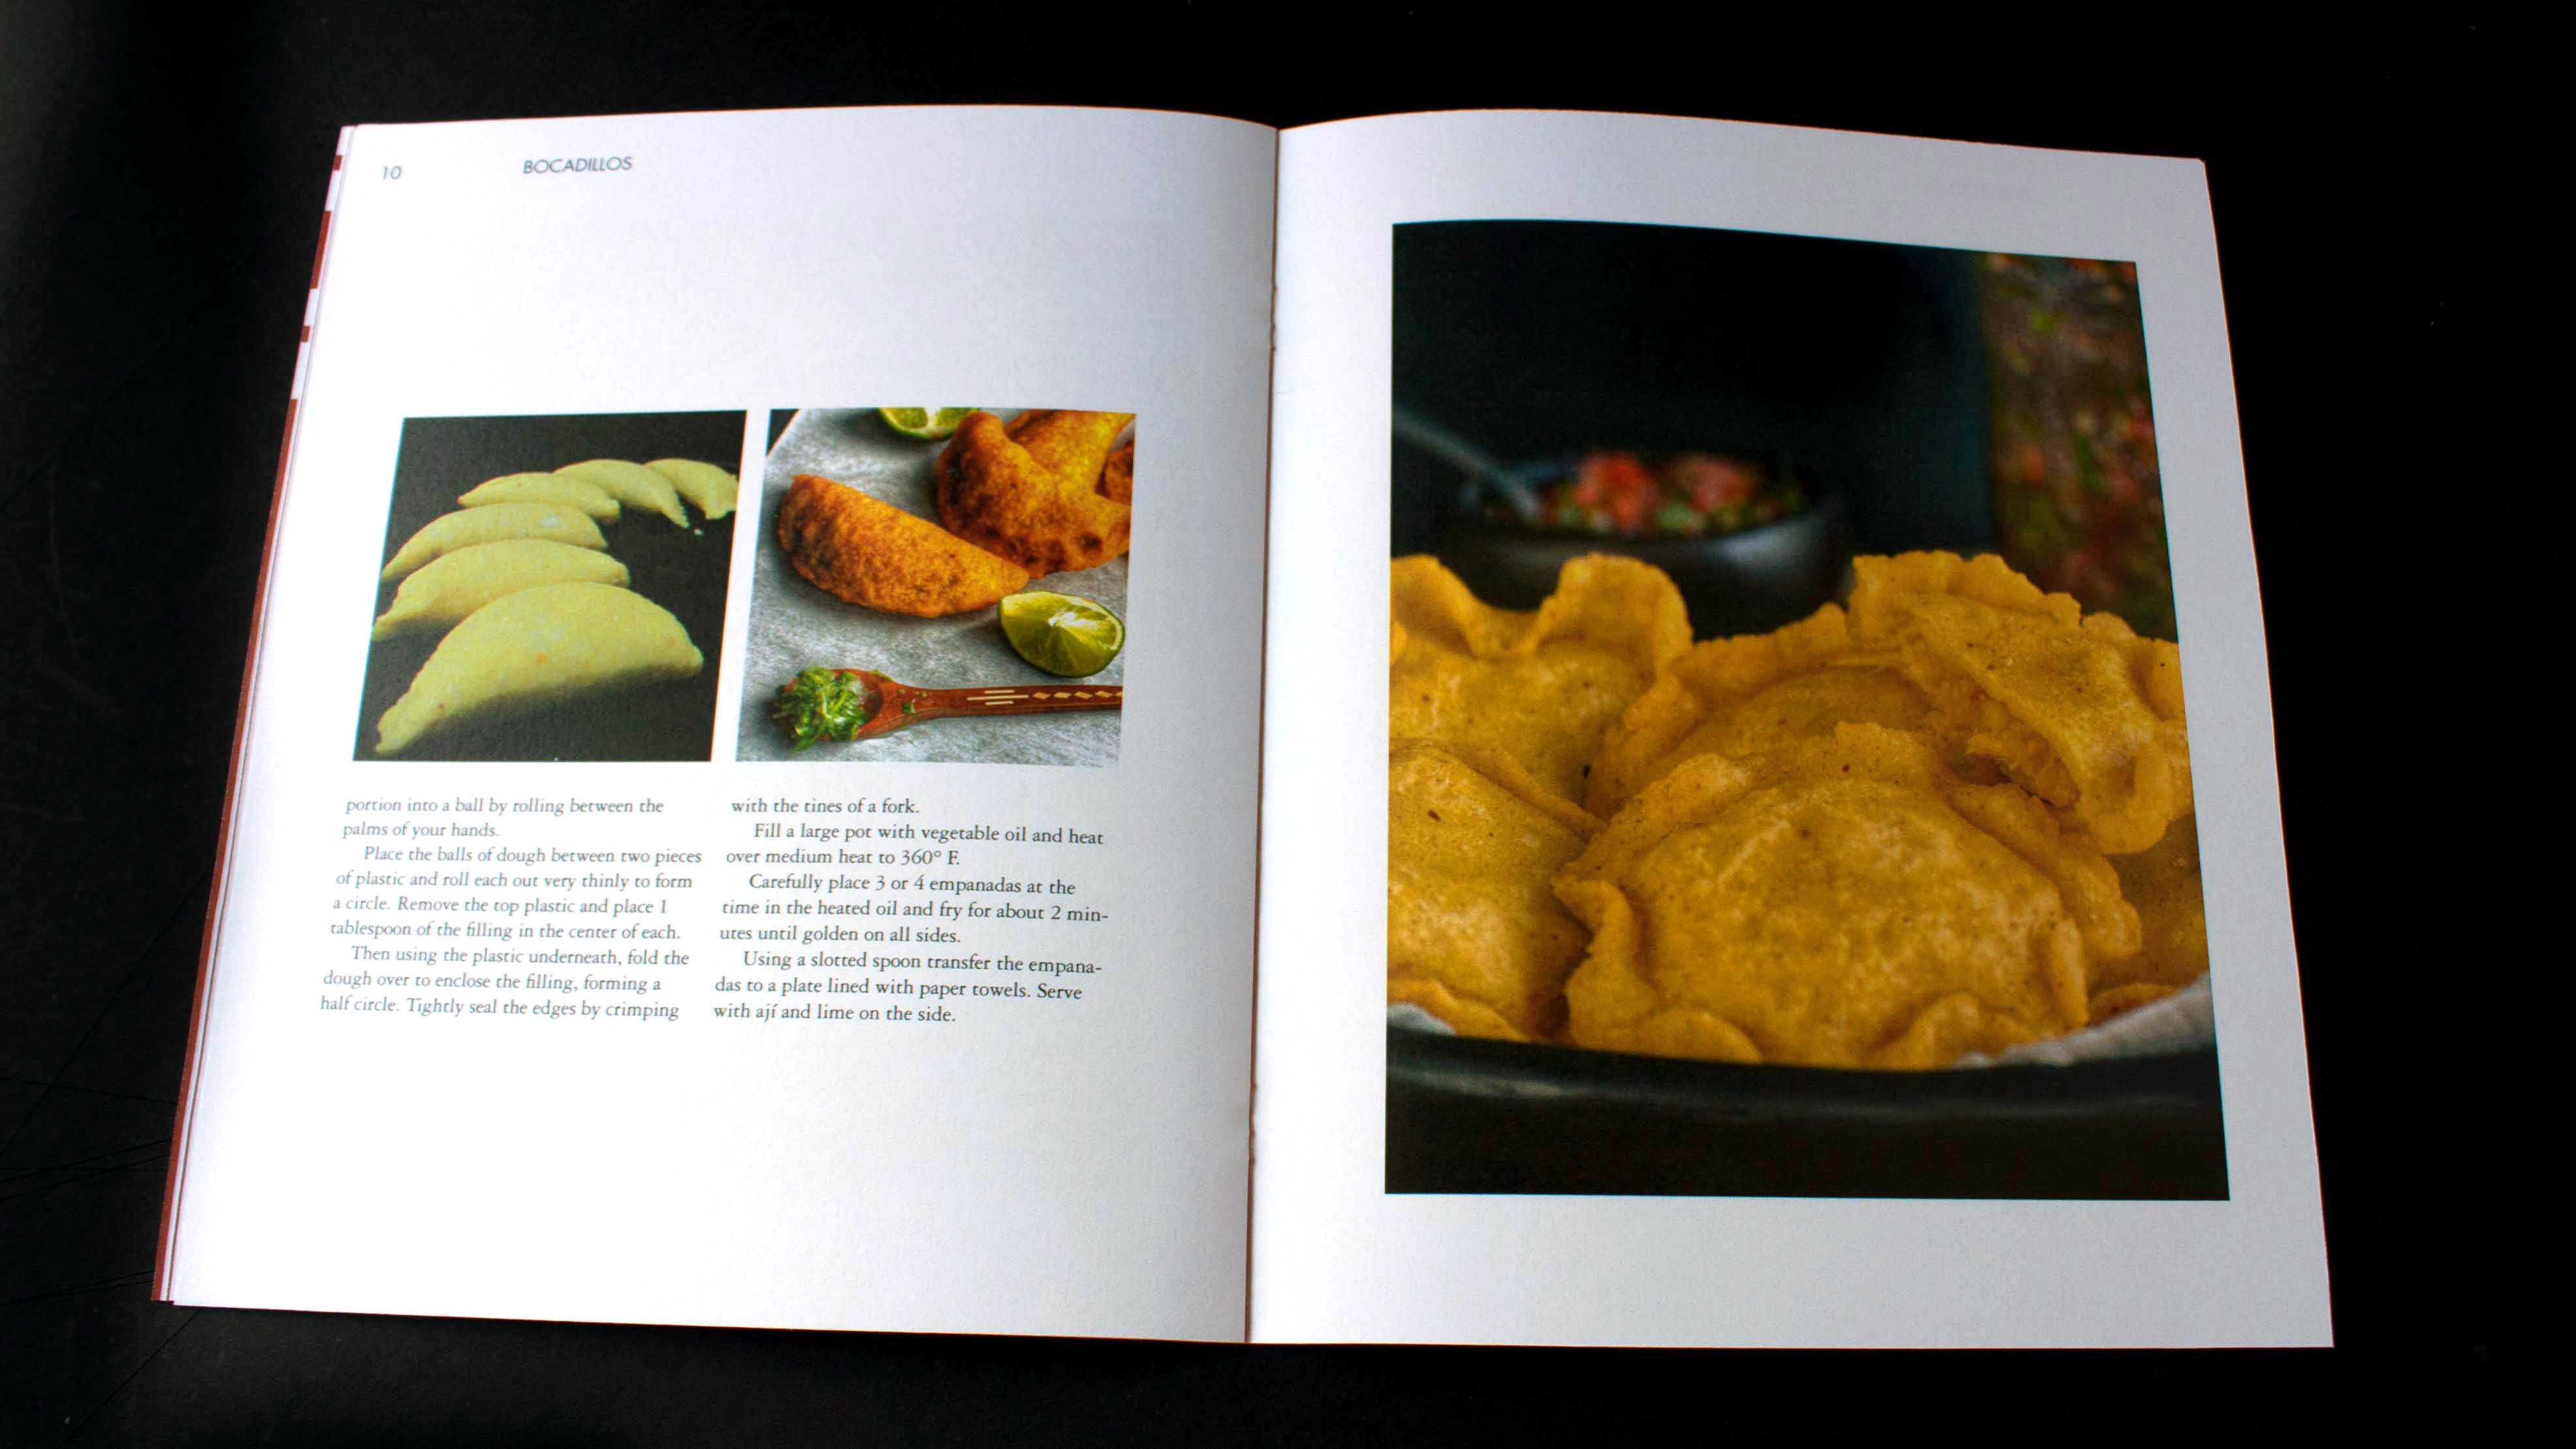 10
BOCADILLOS
portion into a ball by rolling between the
palms of your hands.
Place the balls of dough between two pieces
of plastic and roll each out very thinly to form
a circle. Remove the top plastic and place 1
tablespoon of the filling in the center of each.
Then using the plastic underneath, fold the
dough over to enclose the filling, forming a
half circle. Tightly seal the edges by crimping
with the tines of a fork.
Fill a large pot with vegetable oil and heat
over medium heat to 360° F.
Carefully place 3 or 4 empanadas at the
time in the heated oil and fry for about 2 min-
utes until golden on all sides.
Using a slotted spoon transfer the empana-
das to a plate lined with paper towels. Serve
with ají and lime on the side.